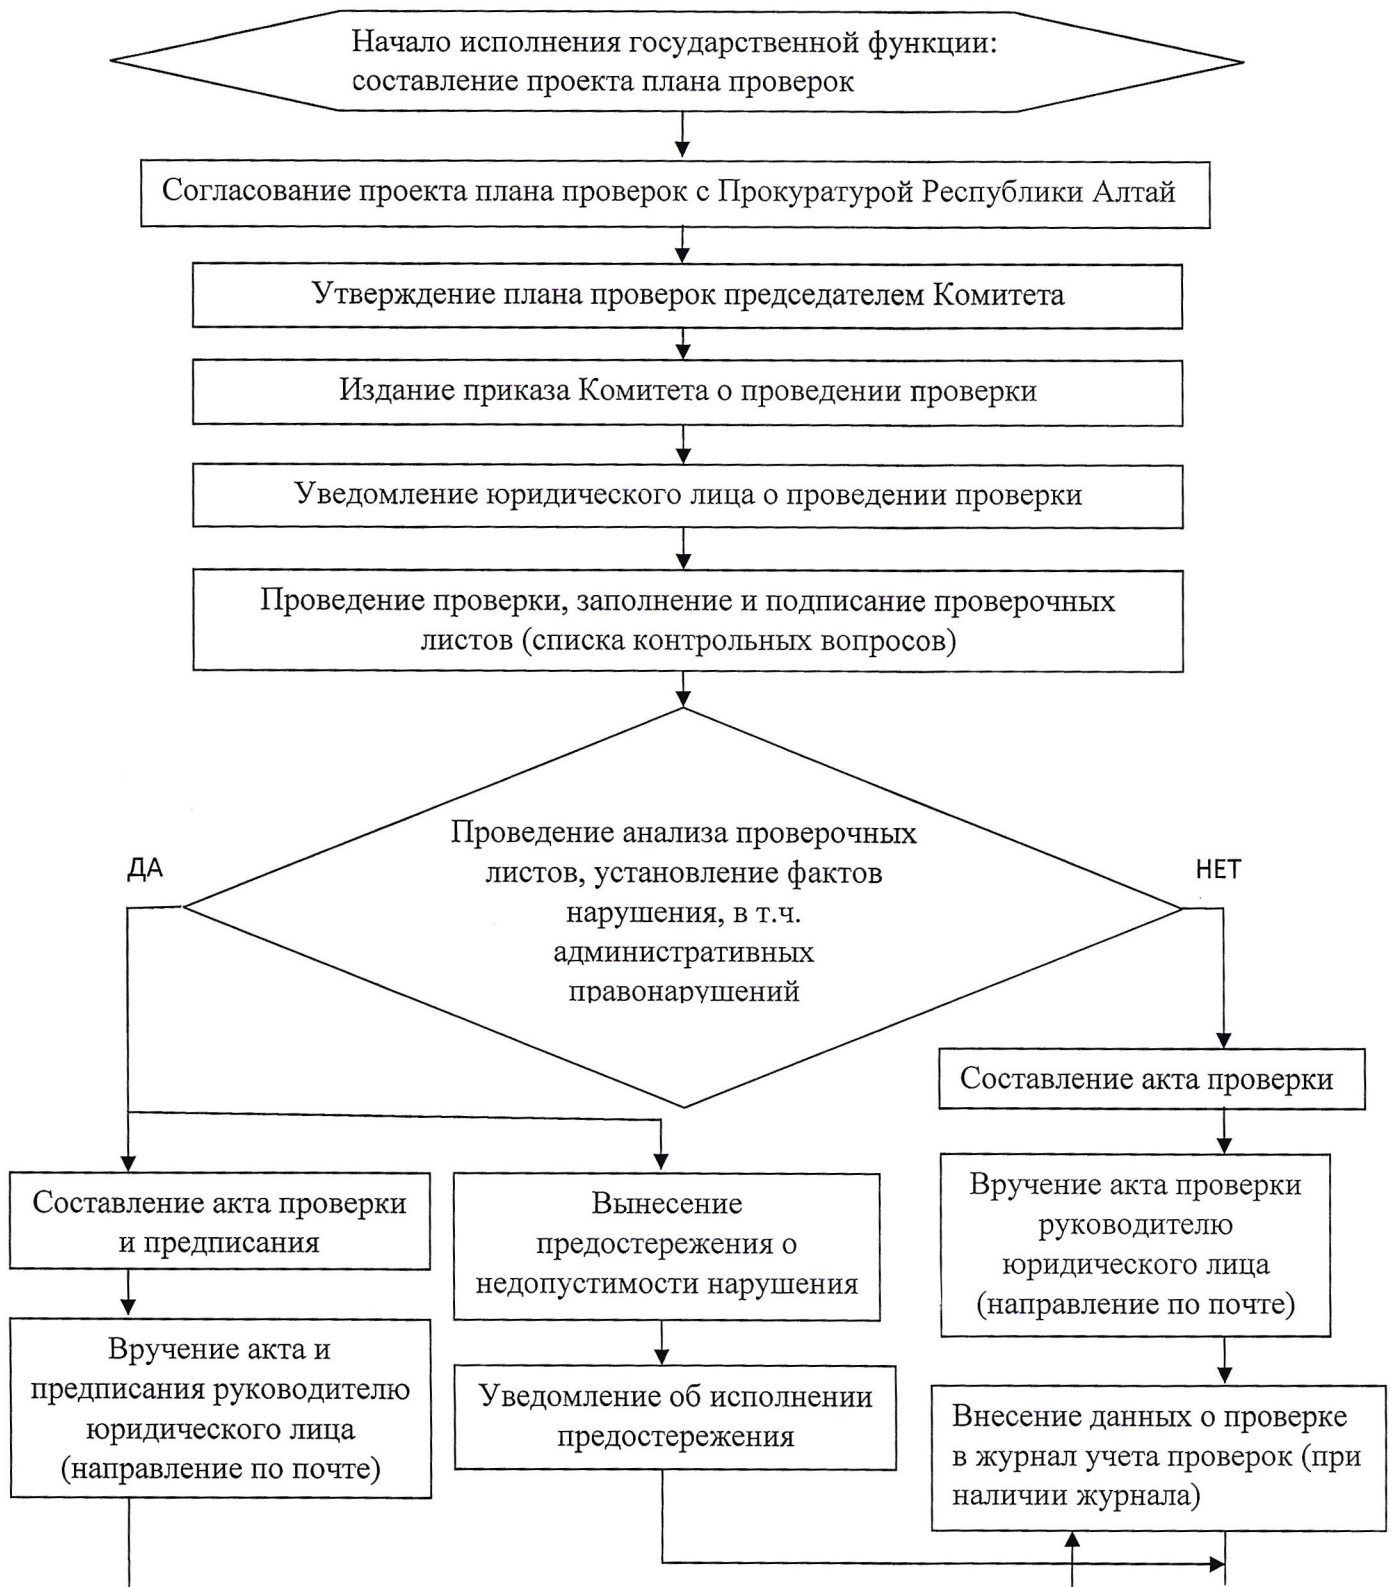 Начало исполнения государственной функции:
составление проекта плана проверок
Согласование проекта плана проверок с Прокуратурой Республики Алтай
Утверждение плана проверок председателем Комитета
Издание приказа Комитета о проведении проверки
Уведомление юридического лица о проведении проверки
Проведение проверки, заполнение и подписание проверочных
листов (списка контрольных вопросов)
Проведение анализа проверочных
листов, установление фактов
нарушения, в т.ч.
административных
правонарушений
ДА
НЕТ
Составление акта проверки
и предписания
Вручение акта и
предписания руководителю
юридического лица
(направление по почте)
Вынесение
предостережения о
недопустимости нарушения
Уведомление об исполнении
предостережения
Составление акта проверки
Вручение акта проверки
руководителю
юридического лица
(направление по почте)
Внесение данных о проверке
в журнал учета проверок (при
наличии журнала)